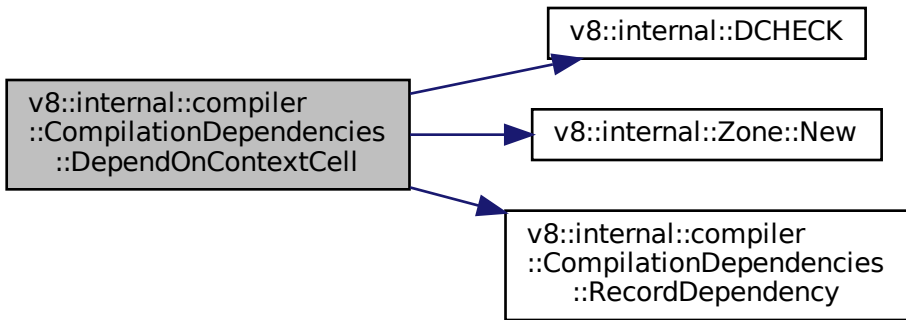 v8::internal::compiler
::CompilationDependencies
::DependOnContextCell
v8::internal::DCHECK
v8::internal::Zone::New
v8::internal::compiler
::CompilationDependencies
::RecordDependency